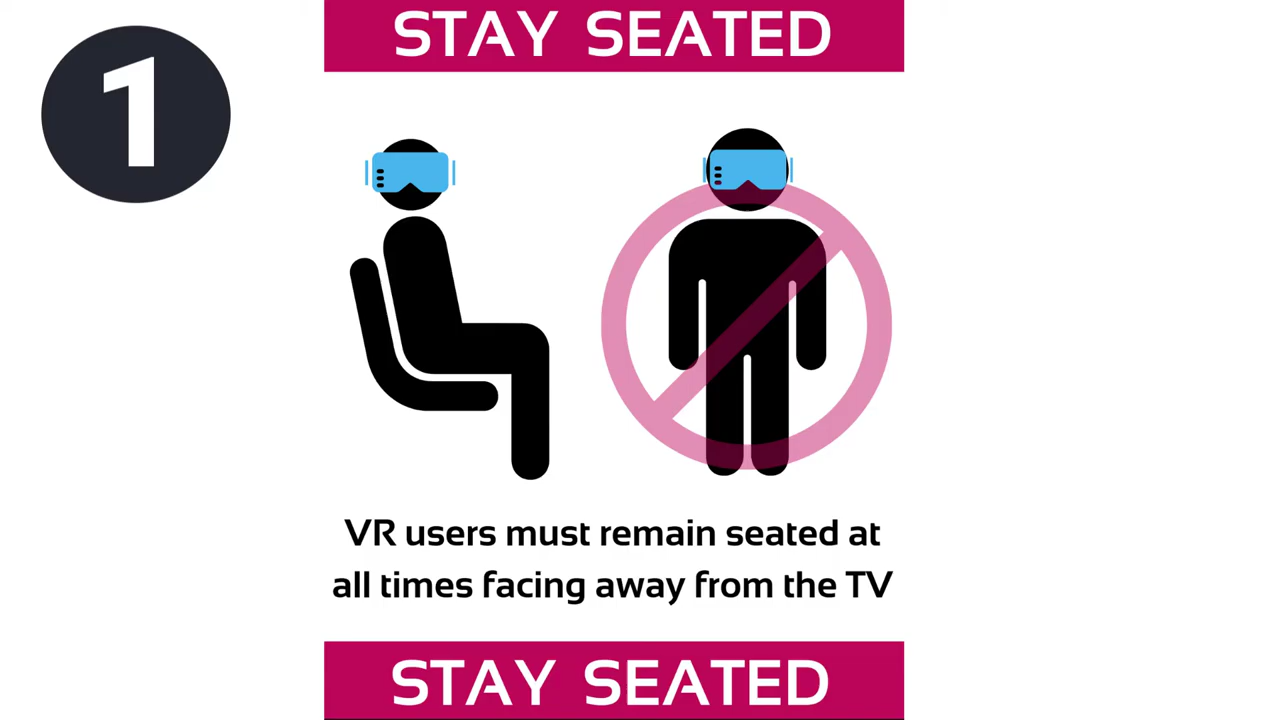 1
STAY SEATED
VR users must remain seated at
all times facing away from the TV
STAY SEATED